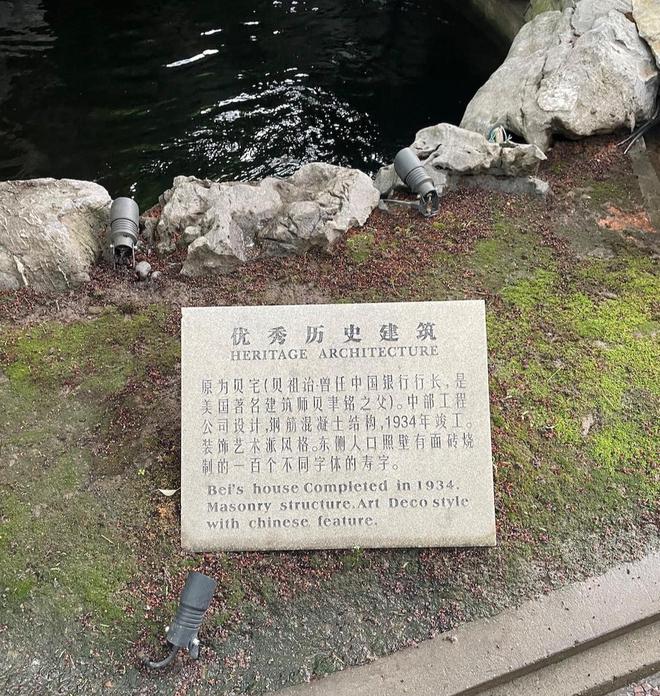 优秀历史建筑
HERITAGE ARCHITECTURE
原为贝宅(贝祖诒曾任中国银行行长,是
美国著名建筑师贝聿铭之父)。中部工程
公司设计,钢筋混凝土结构,1934年竣工。
装饰艺术派风格。东侧入口照壁有面砖烧
制的一百个不同字体的寿字。
Bei's house Completed in 1934.
Masonry structure.Art Deco style
with chinese feature.